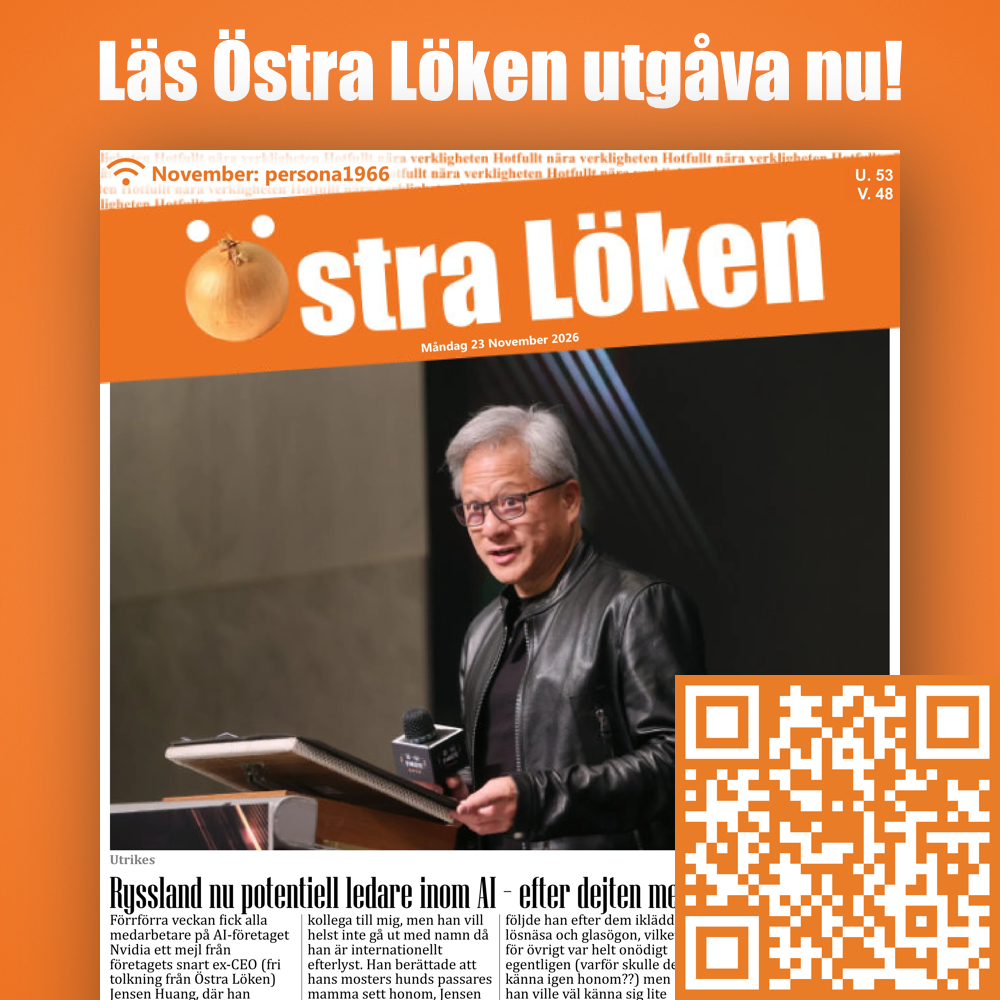 Läs Östra Löken utgåva nu!
Hotfullt nära verkligheten Hotfullt nära verkligheten Hotfullt nära
November: persona1966
U. 53
V. 48
Östra Löken
Måndag 23 November 2026
Utrikes
Ryssland nu potentiell ledare inom AI - efter dejten
Förrförra veckan fick alla
medarbetare på AI-företaget
Nvidia ett mejl från
företagets snart ex-CEO (fri
tolkning från Östra Löken)
Jensen Huang, där han
kollega till mig, men han vill
helst inte gå ut med namn då
han är internationellt
efterlyst. Han berättade att
hans mosters hunds passares
mamma sett honom, Jensen
följde han efter dem iklädd
lösnäsa och glasögon,
för övrigt var helt onödigt
egentligen (varför skulle
känna igen honom??) men
han ville väl känna sig lite